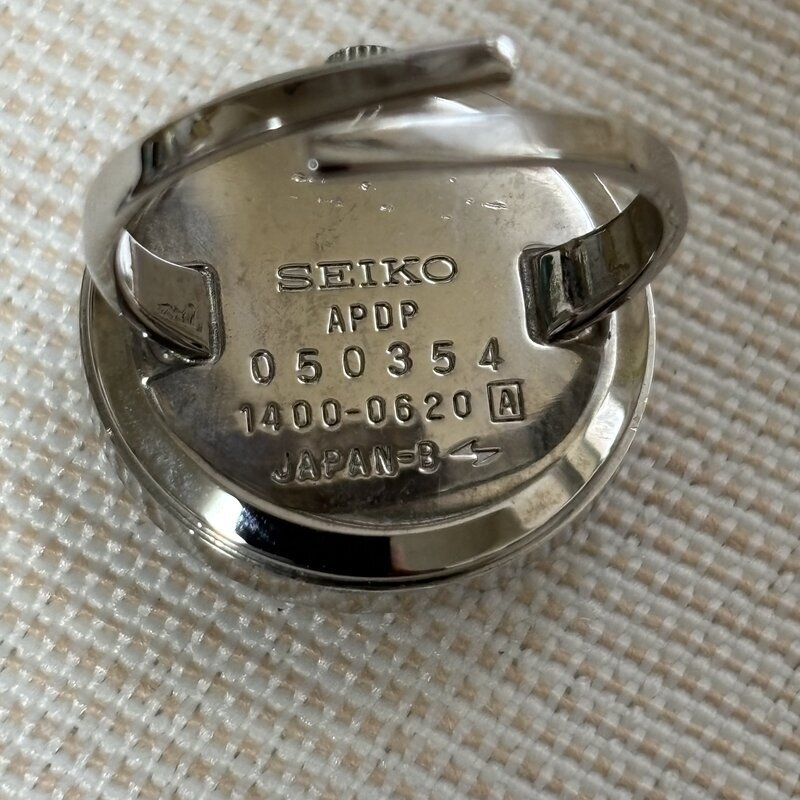 SEIKO
APDP
050354
1400-0620 A
JAPAN-B